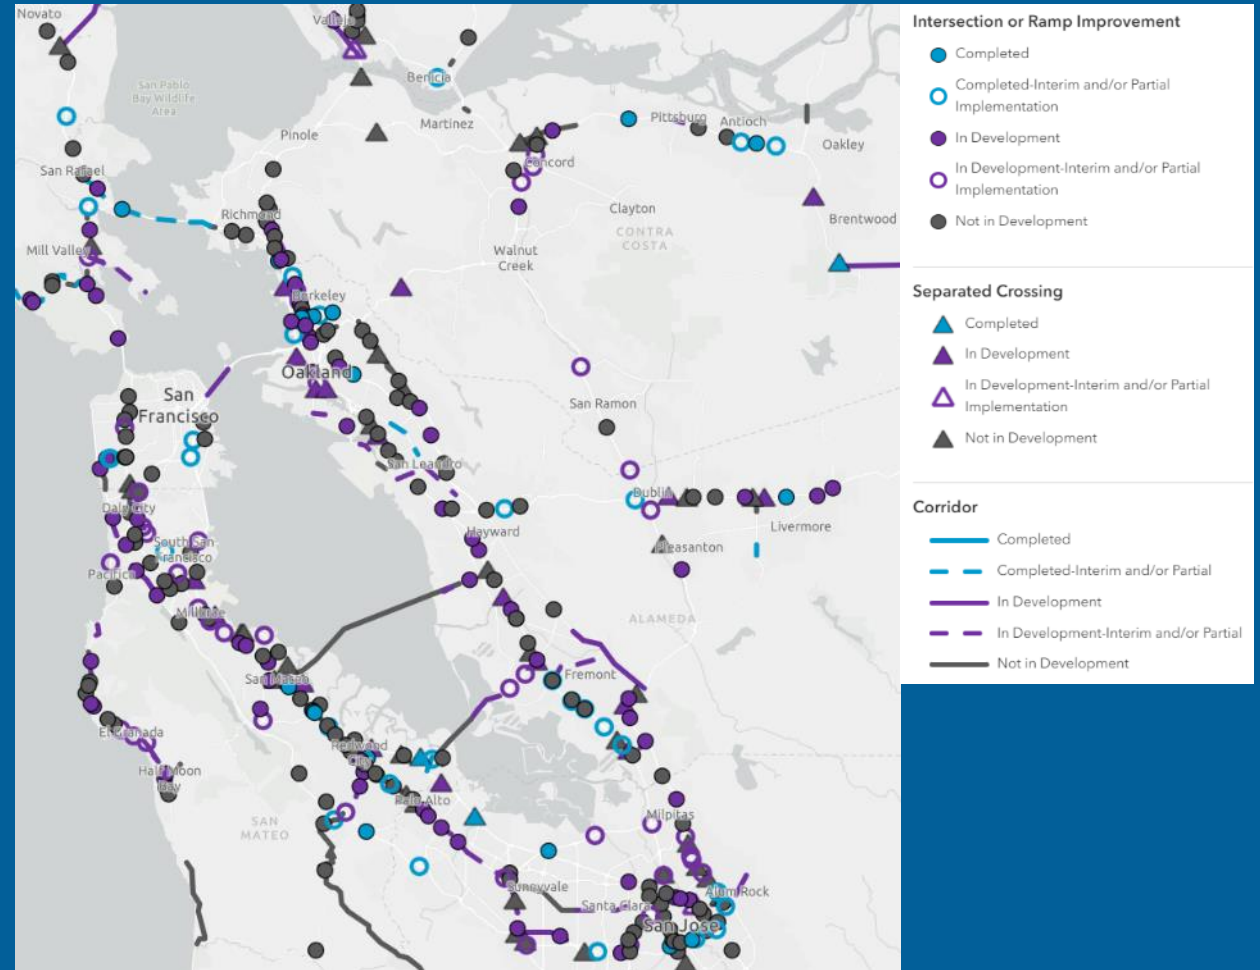 Novato
Vallejo
San Pablo
Bay Wildlife
Area
Benicia
Martinez
Pinole
Pittsburg
Antioch
Oakley
San Rafael
Concord
Richmond
Clayton
Brentwood
CONTRA
COSTA
Mill Valley
Walnut
Creek
Berkeley
Oakland
San
Francisco
San Ramon
San Leandro
Daly City
Dublin
Livermore
Hayward
South San
Francisco
Pleasanton
Pacifica
Millbrae
ALAMEDA
San Mateo
Fremont
El Granada
Redwood
City
Half Moon
Bay
Palo Alto
SAN
MATEO
Milpitas
Sunnyvale
Alum Rock
Santa Clara
San Jose
Intersection or Ramp Improvement
Completed
Completed-Interim and/or Partial
Implementation
In Development
In Development-Interim and/or Partial
Implementation
Not in Development
Separated Crossing
Completed
In Development
In Development-Interim and/or Partial
Implementation
Not in Development
Corridor
Completed
Completed-Interim and/or Partial
In Development
In Development-Interim and/or Partial
Not in Development